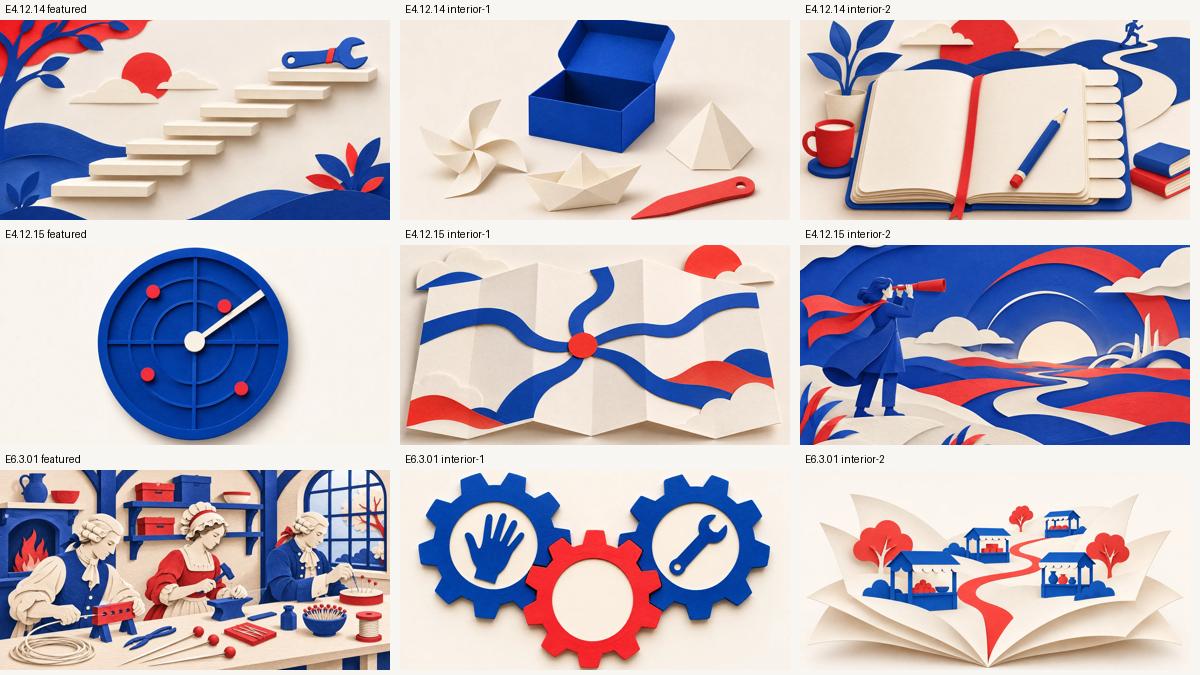 E4.12.14 featured
E4.12.14 interior-1
E4.12.14 interior-2
E4.12.15 featured
E4.12.15 interior-1
E4.12.15 interior-2
E6.3.01 featured
E6.3.01 interior-1
E6.3.01 interior-2